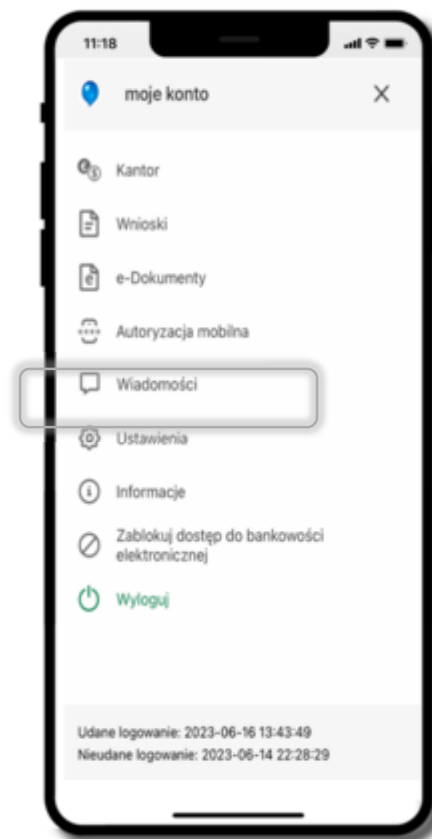 11:18
moje konto
Kantor
Wnioski
e-Dokumenty
Autoryzacja mobilna
Wiadomości
Ustawienia
Informacje
Zablokuj dostęp do bankowości
elektronicznej
Wyloguj
Udane logowanie: 2023-06-16 13:43:49
Nieudane logowanie: 2023-06-14 22:28:29